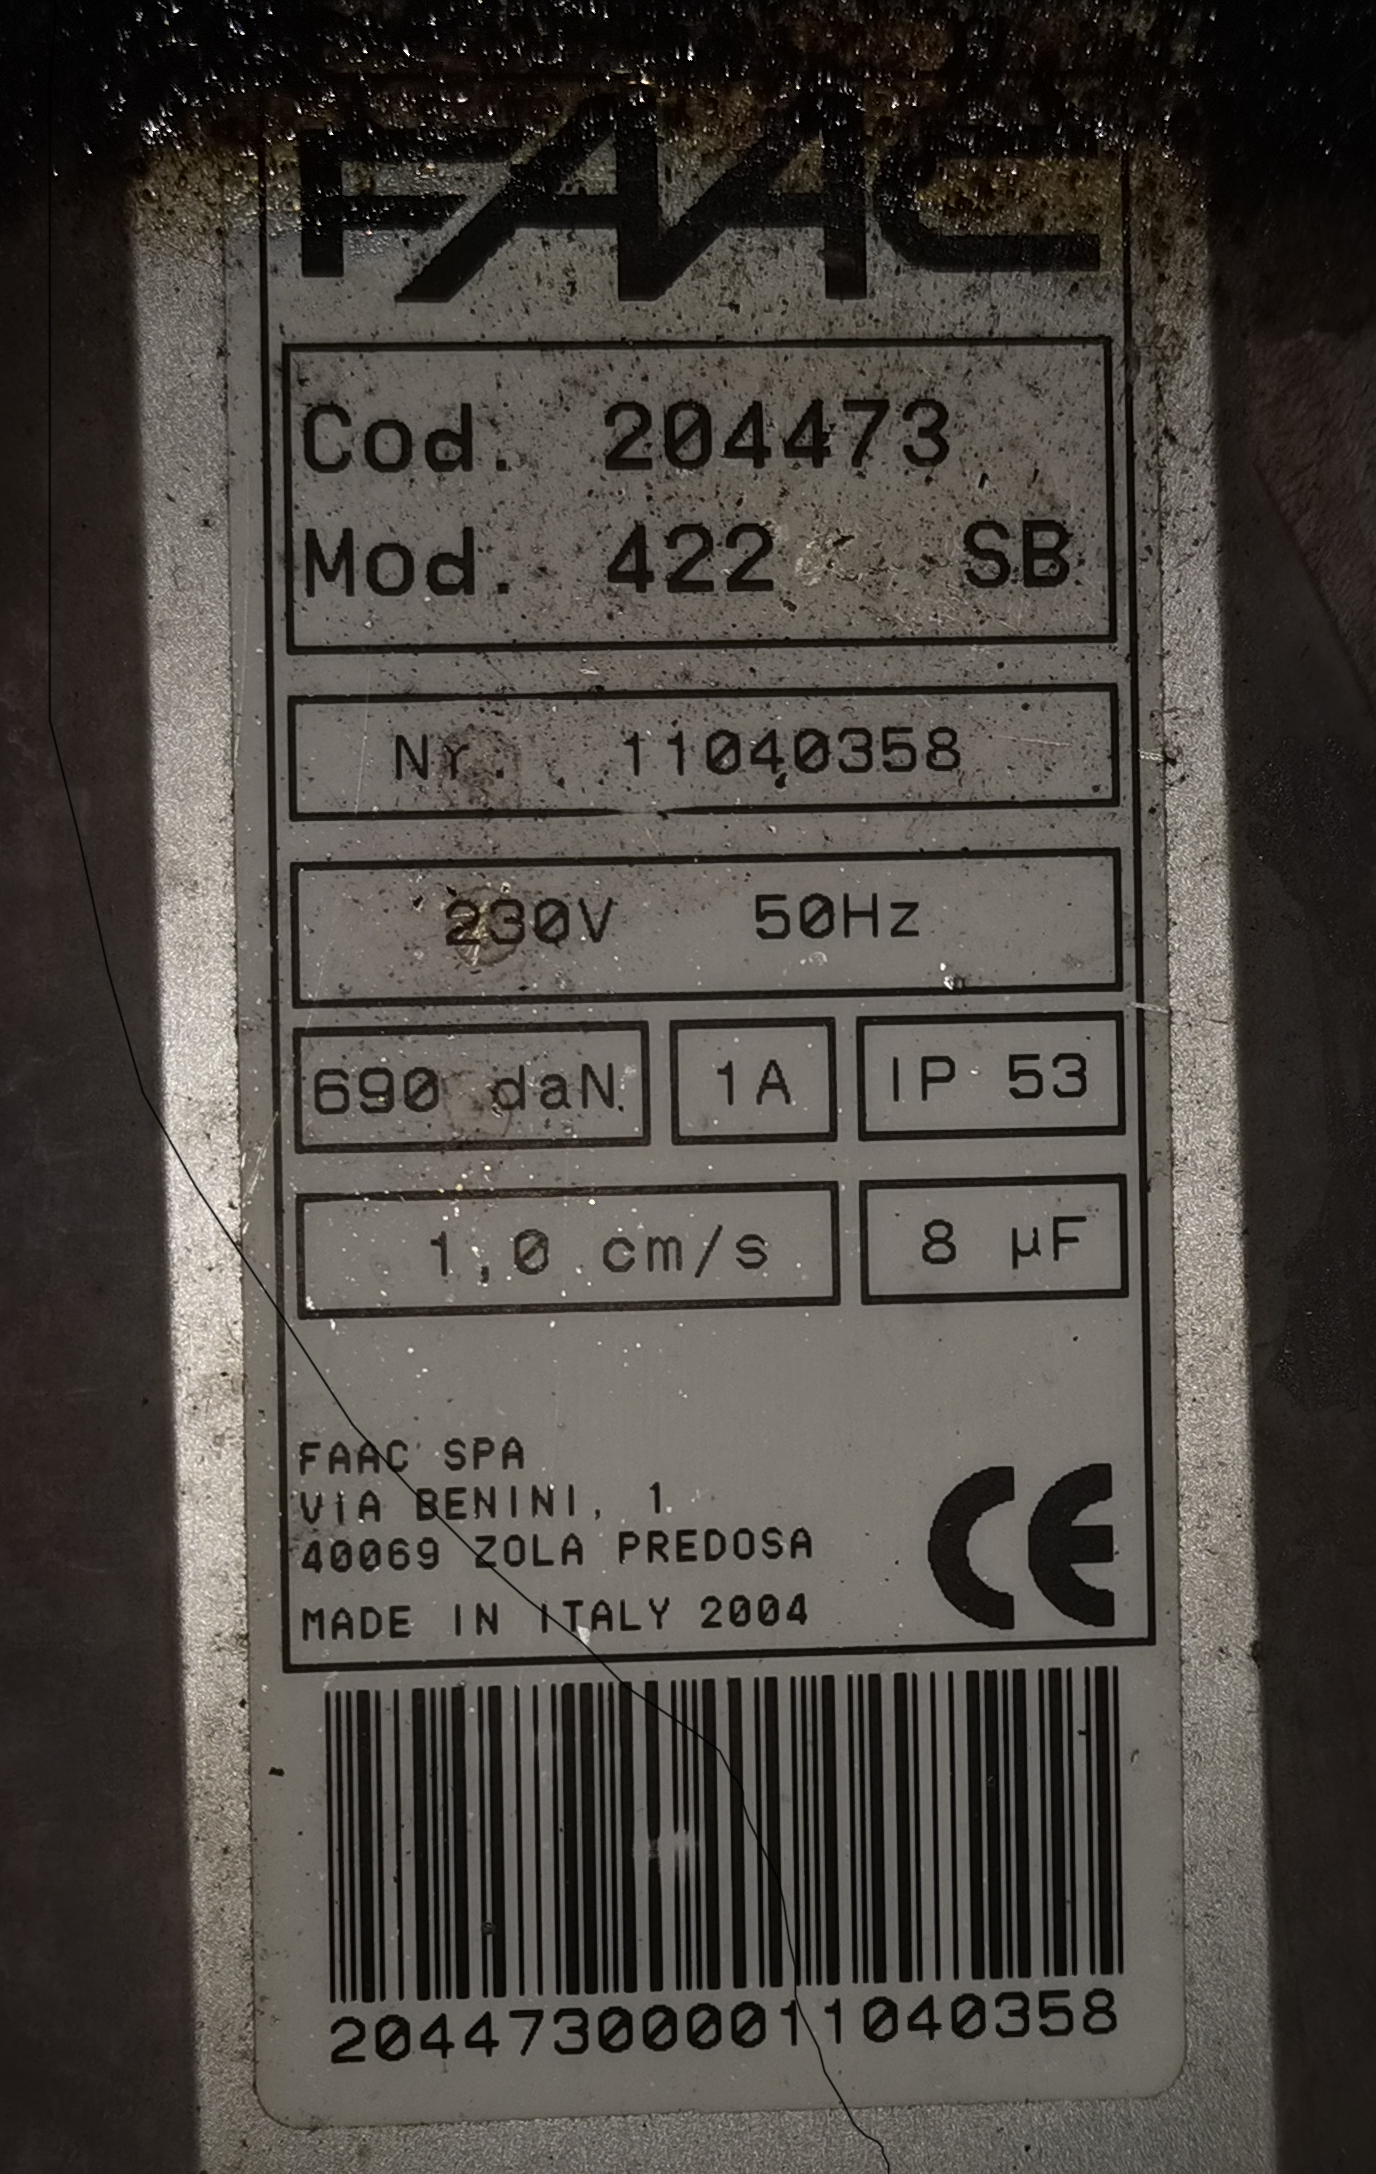 FAAC
Cod. 204473
Mod. 422 SB
Nr. 11040358
230V 50Hz
690 daN 1A IP 53
1,0 cm/s 8 µF
FAAC SPA
VIA BENINI, 1
40069 ZOLA PREDOSA
MADE IN ITALY 2004
CE
204473000011040358